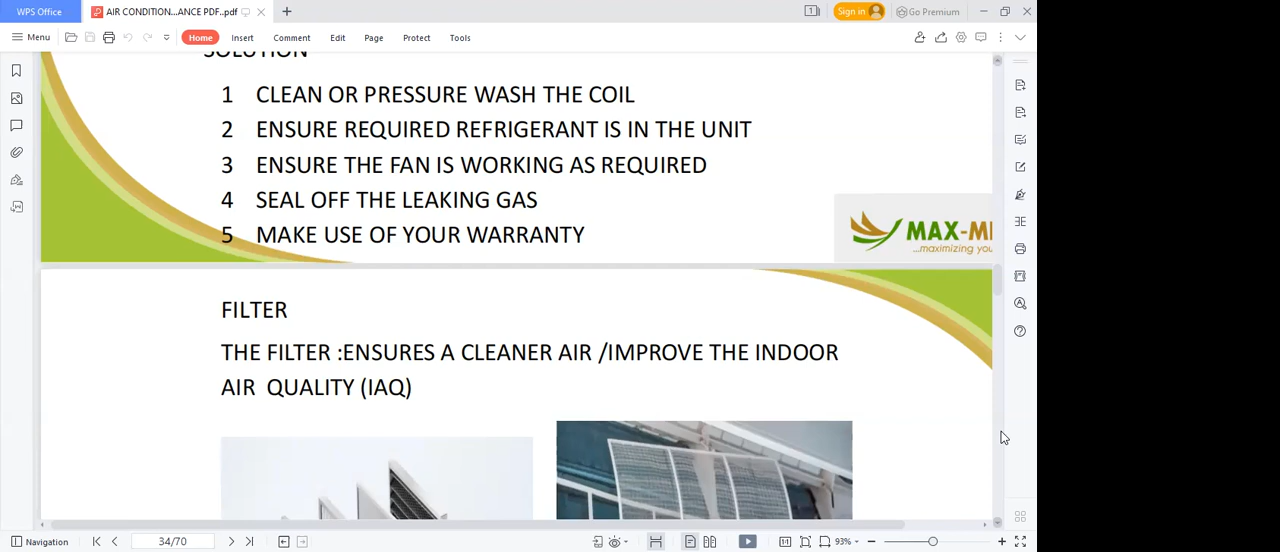 WPS Office
AIR CONDITION...ANCE PDF..pdf
1
Sign in
Go Premium
Menu
Home
Insert
Comment
Edit
Page
Protect
Tools
SOLUTION
1 CLEAN OR PRESSURE WASH THE COIL
2 ENSURE REQUIRED REFRIGERANT IS IN THE UNIT
3 ENSURE THE FAN IS WORKING AS REQUIRED
4 SEAL OFF THE LEAKING GAS
5 MAKE USE OF YOUR WARRANTY
...maximizing
FILTER
THE FILTER :ENSURES A CLEANER AIR /IMPROVE THE INDOOR
AIR QUALITY (IAQ)
Navigation
34/70
93%